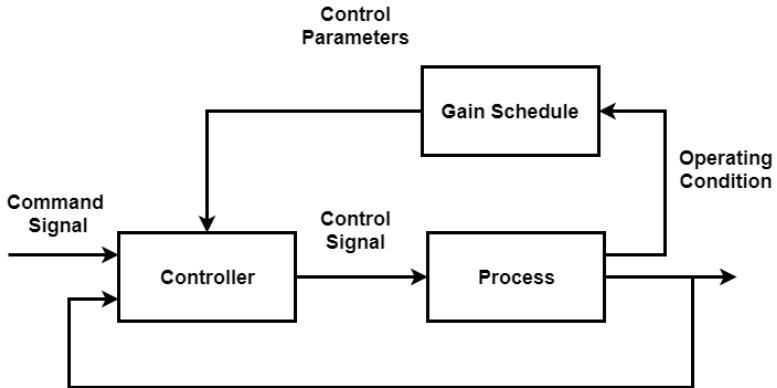 Control
Parameters
Gain Schedule
Operating
Condition
Command
Signal
Control
Signal
Controller
Process